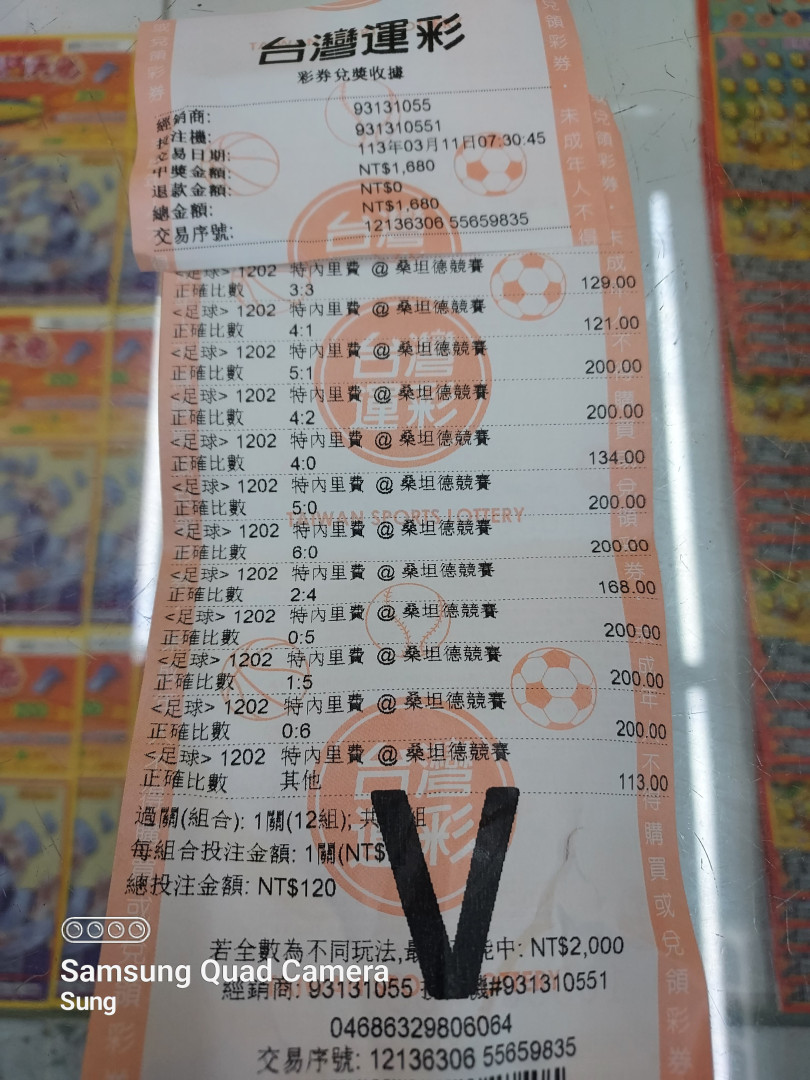 台灣運彩
彩券兌獎收據
經銷商: 93131055
投注機: 931310551
交易日期: 113年03月11日07:30:45
中獎金額: NT$1,680
退款金額: NT$0
總金額: NT$1,680
交易序號: 12136306 55659835
<足球> 1202 特內里費 @ 桑坦德競賽
正確比數 3:3 129.00
<足球> 1202 特內里費 @ 桑坦德競賽
正確比數 4:1 121.00
<足球> 1202 特內里費 @ 桑坦德競賽
正確比數 5:1 200.00
<足球> 1202 特內里費 @ 桑坦德競賽
正確比數 4:2 200.00
<足球> 1202 特內里費 @ 桑坦德競賽
正確比數 4:0 134.00
<足球> 1202 特內里費 @ 桑坦德競賽
正確比數 5:0 200.00
TAIWAN SPORTS LOTTERY
<足球> 1202 特內里費 @ 桑坦德競賽
正確比數 6:0 200.00
<足球> 1202 特內里費 @ 桑坦德競賽
正確比數 2:4 168.00
<足球> 1202 特內里費 @ 桑坦德競賽
正確比數 0:5 200.00
<足球> 1202 特內里費 @ 桑坦德競賽
正確比數 1:5 200.00
<足球> 1202 特內里費 @ 桑坦德競賽
正確比數 0:6 200.00
<足球> 1202 特內里費 @ 桑坦德競賽
正確比數 其他 113.00
過關(組合): 1關(12組); 共 組
每組合投注金額: 1關(NT$
總投注金額: NT$120
V
若全數為不同玩法,最 能中: NT$2,000
經銷商: 93131055 投 機#931310551
04686329806064
交易序號: 12136306 55659835
Samsung Quad Camera
Sung